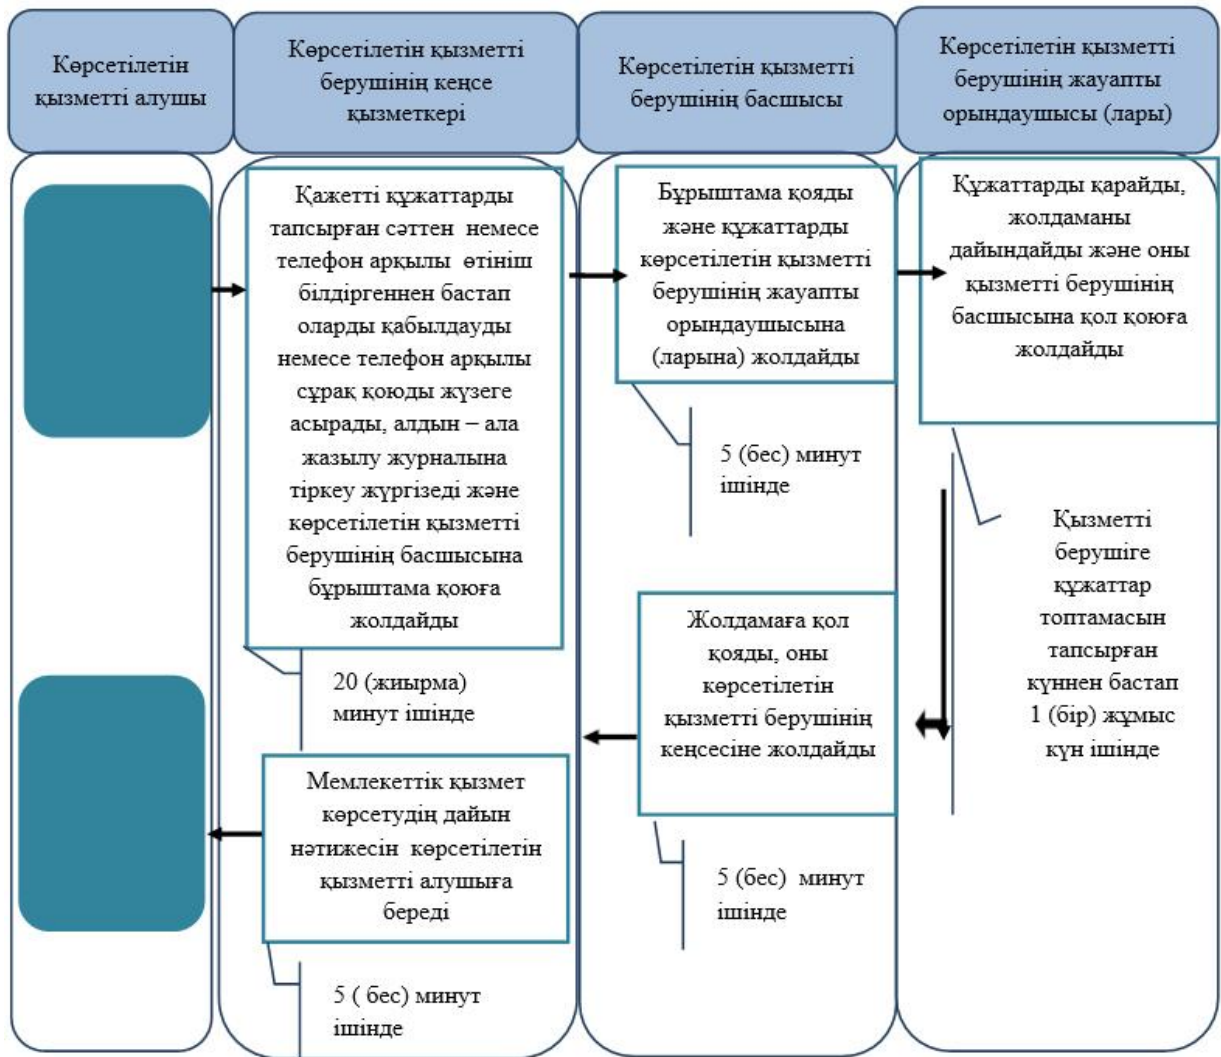 Көрсетілетін
қызметті алушы
Көрсетілетін қызметті
берушінің кеңсе
қызметкері
Көрсетілетін қызметті
берушінің басшысы
Көрсетілетін қызметті
берушінің жауапты
орындаушысы (лары)
Қажетті құжаттарды
тапсырған сәттен немесе
телефон арқылы өтініш
білдіргеннен бастап
оларды қабылдауды
немесе телефон арқылы
сұрақ қоюды жүзеге
асырады, алдын – ала
жазылу журналына
тіркеу жүргізеді және
көрсетілетін қызметті
берушінің басшысына
бұрыштама қоюға
жолдайды
20 (жиырма)
минут ішінде
Бұрыштама қояды
және құжаттарды
көрсетілетін қызметті
берушінің жауапты
орындаушысына
(ларына) жолдайды
5 (бес) минут
ішінде
Құжаттарды қарайды,
жолдаманы
дайындайды және оны
қызметті берушінің
басшысына қол қоюға
жолдайды
Қызметті
берушіге
құжаттар
топтамасын
тапсырған
күннен бастап
1 (бір) жұмыс
күн ішінде
Жолдамаға қол
қояды, оны
көрсетілетін
қызметті берушінің
кеңсесіне жолдайды
5 (бес) минут
ішінде
Мемлекеттік қызмет
көрсетудің дайын
нәтижесін көрсетілетін
қызметті алушыға
береді
5 ( бес) минут
ішінде